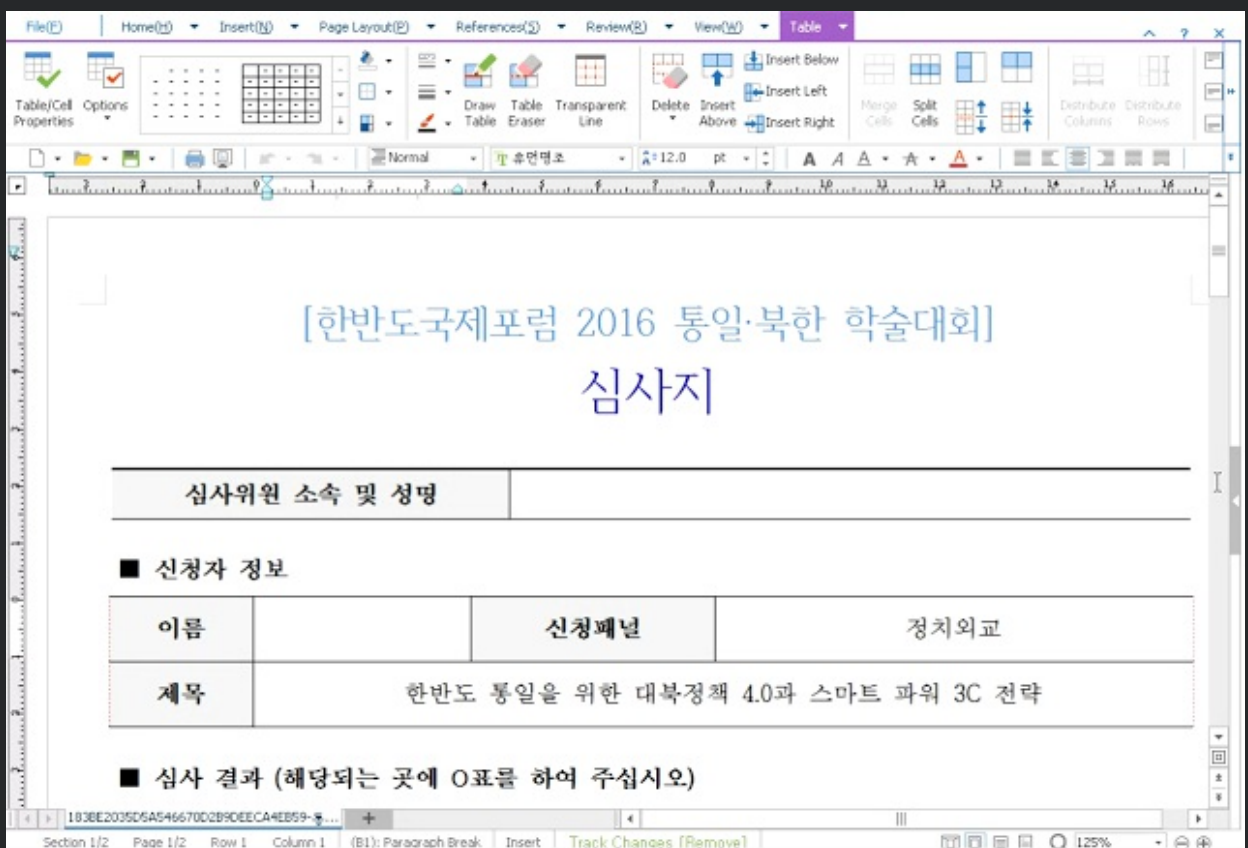 File(F) Home(H) Insert(N) Page Layout(P) References(S) Review(R) View(W) Table
Table/Cell Properties Options Draw Table Table Eraser Transparent Line Delete Insert Above Insert Below Insert Left Insert Right Merge Cells Split Cells Distribute Columns Distribute Rows
Normal 휴먼명조 12.0 pt
[한반도국제포럼 2016 통일·북한 학술대회]
심사지
심사위원 소속 및 성명
■ 신청자 정보
이름 신청패널 정치외교
제목 한반도 통일을 위한 대북정책 4.0과 스마트 파워 3C 전략
■ 심사 결과 (해당되는 곳에 O표를 하여 주십시오)
Section 1/2 Page 1/2 Row 1 Column 1 (B1): Paragraph Break Insert Track Changes [Remove] 125%